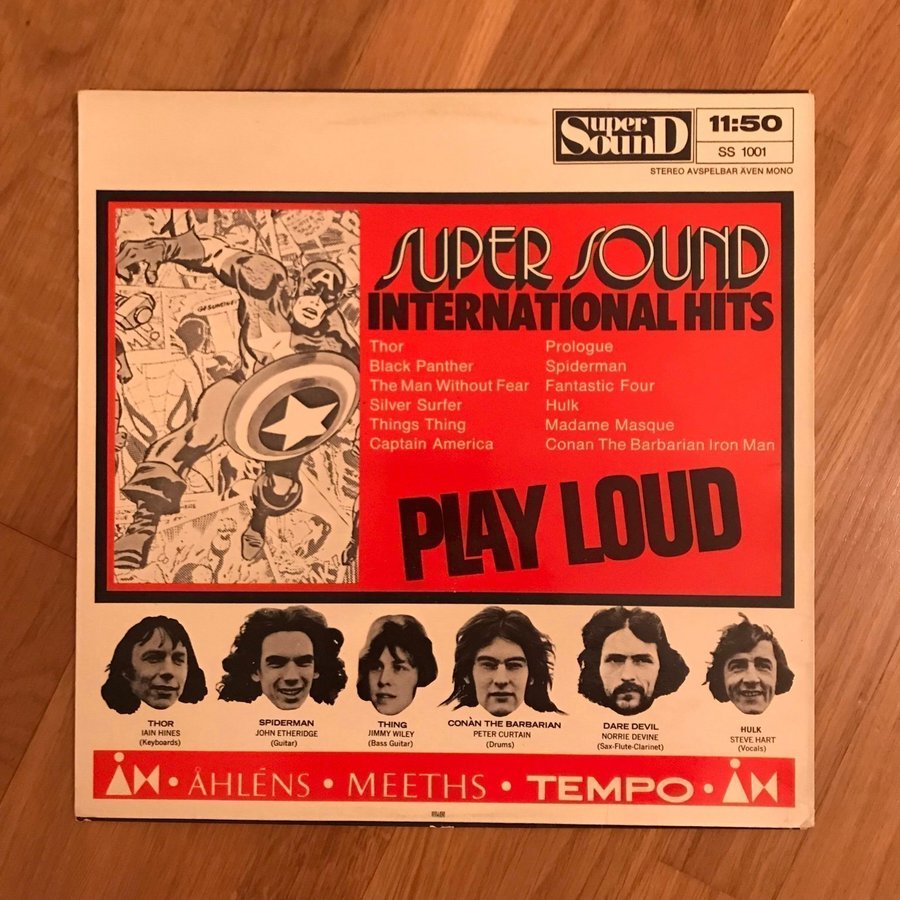 Super Sound
11:50
SS 1001
STEREO AVSPELBAR ÄVEN MONO
SUPER SOUND
INTERNATIONAL HITS
Thor
Black Panther
The Man Without Fear
Silver Surfer
Things Thing
Captain America
Prologue
Spiderman
Fantastic Four
Hulk
Madame Masque
Conan The Barbarian Iron Man
PLAY LOUD
A
THOR
IAIN HINES
(Keyboards)
SPIDERMAN
JOHN ETHERIDGE
(Guitar)
THING
JIMMY WILEY
(Bass Guitar)
CONÀN THE BARBARIAN
PETER CURTAIN
(Drums)
DARE DEVIL
NORRIE DEVINE
(Sax-Flute-Clarinet)
HULK
STEVE HART
(Vocals)
ÅHLÉNS • MEETHS • TEMPO